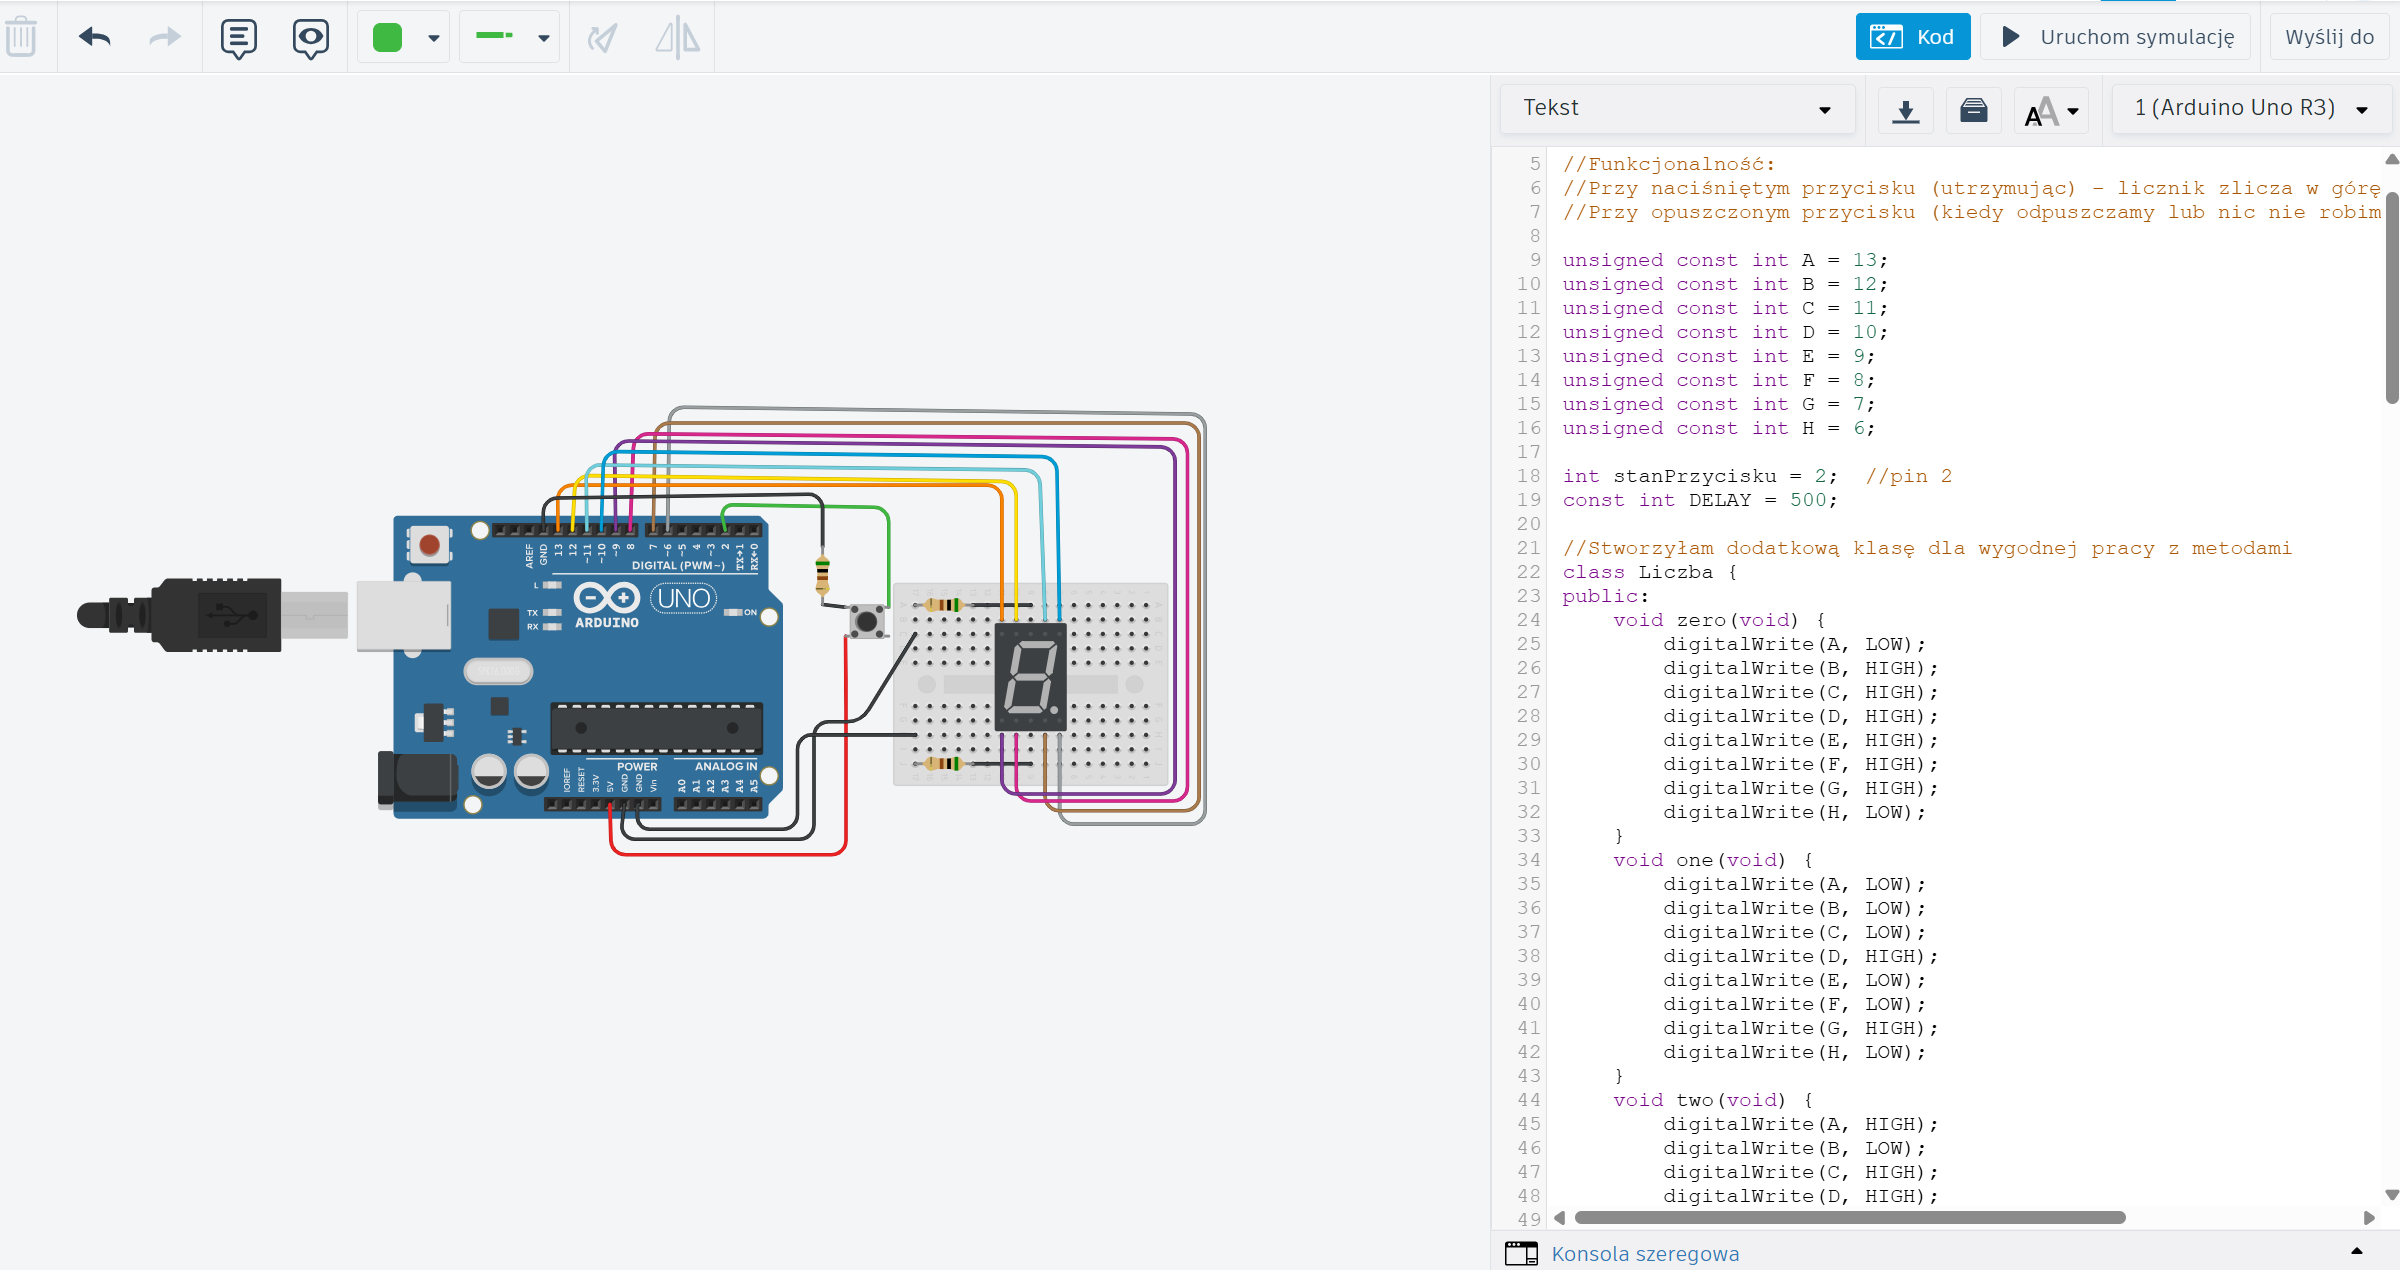 Kod
Uruchom symulację
Wyślij do
Tekst
1 (Arduino Uno R3)
5 //Funkcjonalność:
6 //Przy naciśniętym przycisku (utrzymując) - licznik zlicza w górę
7 //Przy opuszczonym przycisku (kiedy odpuszczamy lub nic nie robim
8
9 unsigned const int A = 13;
10 unsigned const int B = 12;
11 unsigned const int C = 11;
12 unsigned const int D = 10;
13 unsigned const int E = 9;
14 unsigned const int F = 8;
15 unsigned const int G = 7;
16 unsigned const int H = 6;
17
18 int stanPrzycisku = 2;  //pin 2
19 const int DELAY = 500;
20
21 //Stworzyłam dodatkową klasę dla wygodnej pracy z metodami
22 class Liczba {
23 public:
24     void zero(void) {
25         digitalWrite(A, LOW);
26         digitalWrite(B, HIGH);
27         digitalWrite(C, HIGH);
28         digitalWrite(D, HIGH);
29         digitalWrite(E, HIGH);
30         digitalWrite(F, HIGH);
31         digitalWrite(G, HIGH);
32         digitalWrite(H, LOW);
33     }
34     void one(void) {
35         digitalWrite(A, LOW);
36         digitalWrite(B, LOW);
37         digitalWrite(C, LOW);
38         digitalWrite(D, HIGH);
39         digitalWrite(E, LOW);
40         digitalWrite(F, LOW);
41         digitalWrite(G, HIGH);
42         digitalWrite(H, LOW);
43     }
44     void two(void) {
45         digitalWrite(A, HIGH);
46         digitalWrite(B, LOW);
47         digitalWrite(C, HIGH);
48         digitalWrite(D, HIGH);
49
Konsola szeregowa
AREF GND 13 12 ~11 ~10 ~9 8 7 ~6 ~5 4 ~3 2 TX→1 RX←0
DIGITAL (PWM~)
L
TX
RX
UNO
ON
ARDUINO
POWER
ANALOG IN
IOREF RESET 3.3V 5V GND GND Vin A0 A1 A2 A3 A4 A5